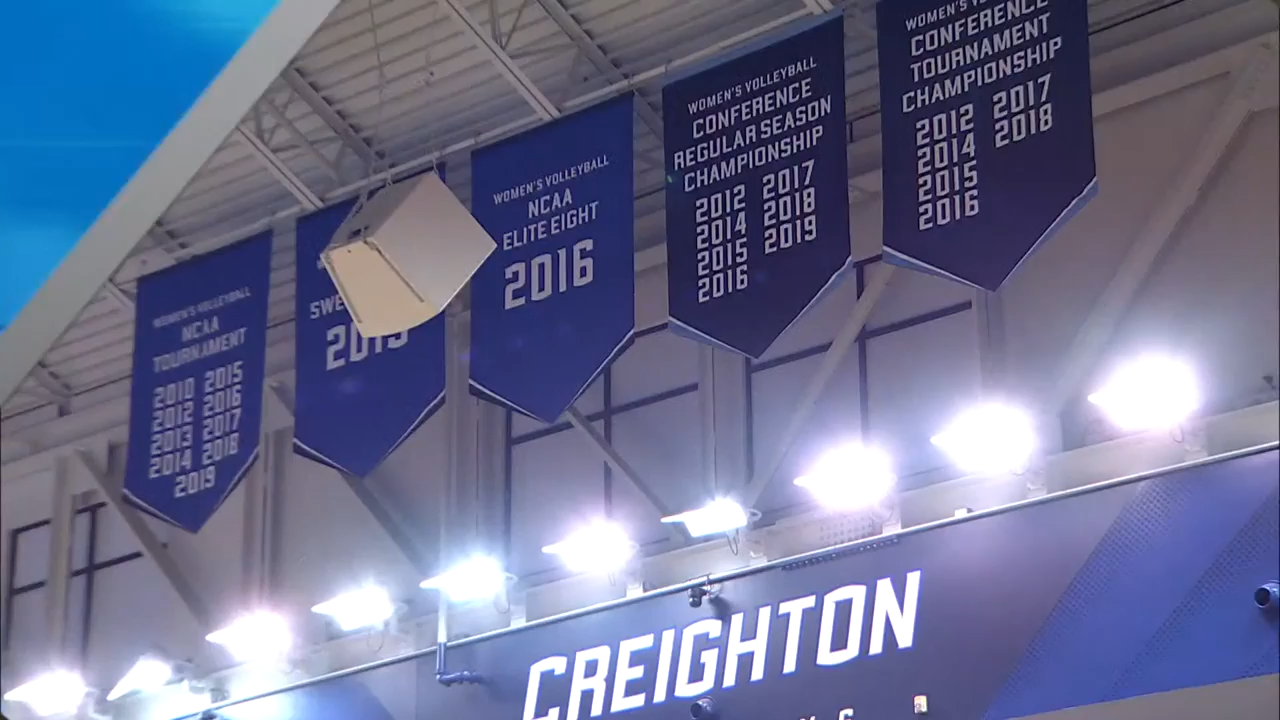 WOMEN'S VOLLEYBALL
NCAA
TOURNAMENT
2010 2015
2012 2016
2013 2017
2014 2018
2019
WOMEN'S VOLLEYBALL
NCAA
ELITE EIGHT
2016
WOMEN'S VOLLEYBALL
CONFERENCE
REGULAR SEASON
CHAMPIONSHIP
2012 2017
2014 2018
2015 2019
2016
WOMEN'S
CONFERENCE
TOURNAMENT
CHAMPIONSHIP
2012 2017
2014 2018
2015
2016
CREIGHTON